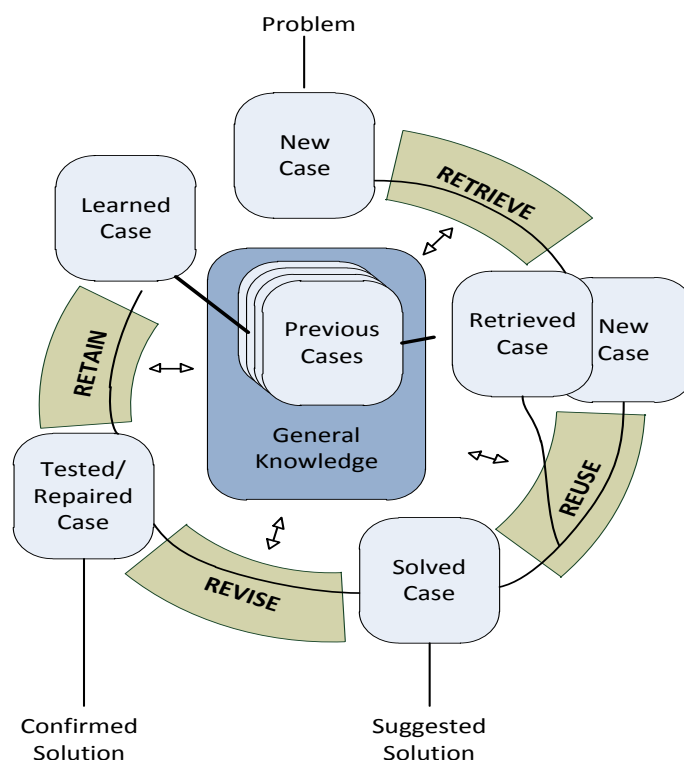 Problem
New
Case
RETRIEVE
Learned
Case
Previous
Cases
Retrieved
Case
New
Case
General
Knowledge
RETAIN
Tested/
Repaired
Case
REUSE
REVISE
Solved
Case
Confirmed
Solution
Suggested
Solution